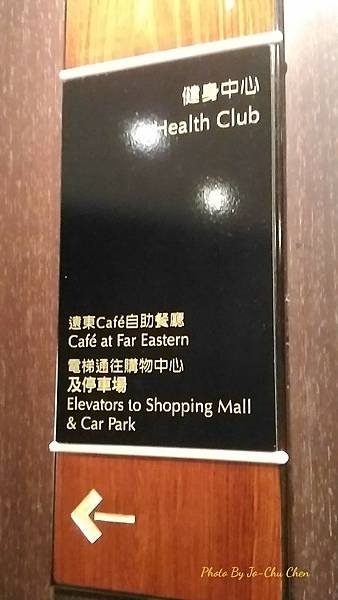 健身中心
Health Club
遠東Café自助餐廳
Café at Far Eastern
電梯通往購物中心
及停車場
Elevators to Shopping Mall
& Car Park
Photo By Jo-Chu Chen